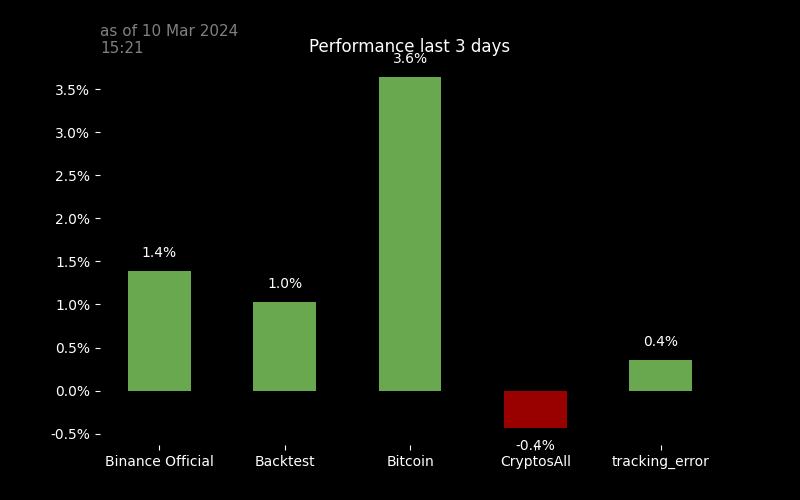 as of 10 Mar 2024
15:21
Performance last 3 days
3.6%
3.5%
3.0%
2.5%
2.0%
1.5%
1.0%
0.5%
0.0%
-0.5%
1.4%
1.0%
0.4%
-0.4%
Binance Official
Backtest
Bitcoin
CryptosAll
tracking_error